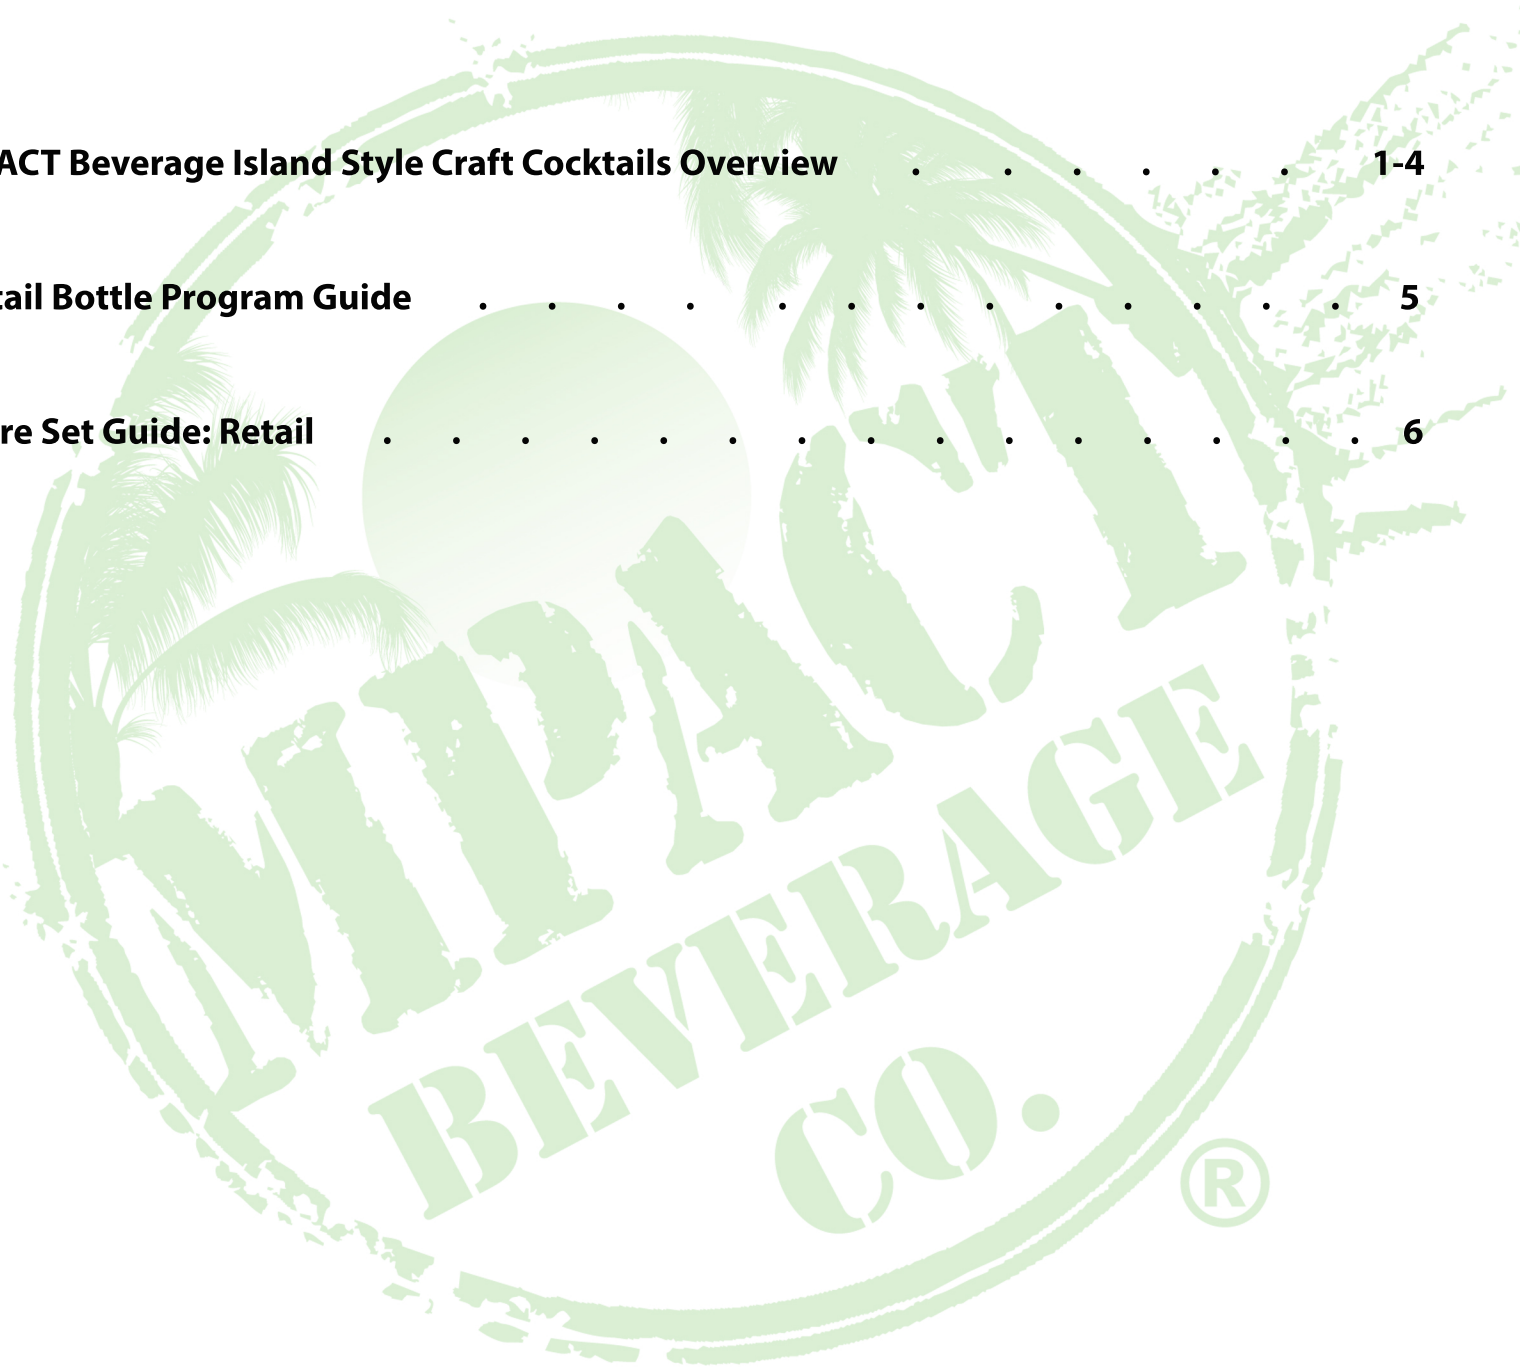 ACT Beverage Island Style Craft Cocktails Overview . . . . . . 1-4
tail Bottle Program Guide . . . . . . . . . . . . . 5
re Set Guide: Retail . . . . . . . . . . . . . . . 6
MPACT
BEVERAGE
CO.
®